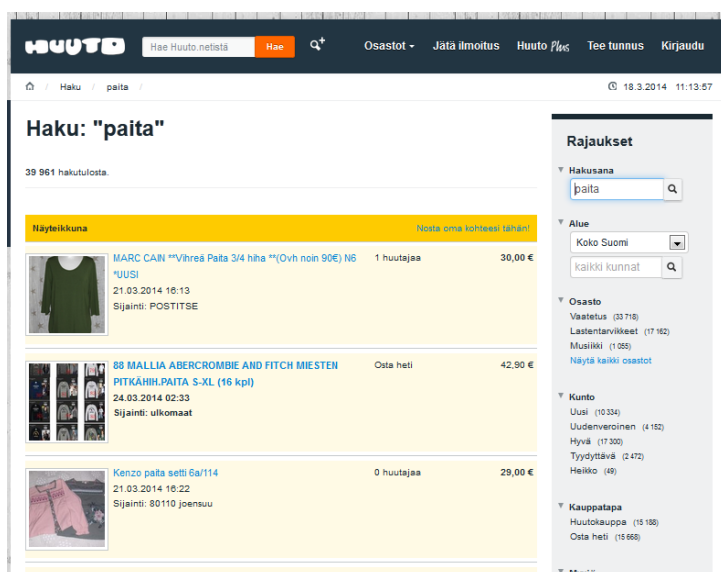 HUUTO
Hae Huuto.netistä
Hae
Osastot
Jätä ilmoitus
Huuto Plus
Tee tunnus
Kirjaudu
/ Haku / paita /
18.3.2014 11:13:57
Haku: "paita"
39 961 hakutulosta.
Näyteikkuna
Nosta oma kohteesi tähän!
MARC CAIN **Vihreä Paita 3/4 hiha **(Ovh noin 90€) N6
*UUSI
21.03.2014 16:13
Sijainti: POSTITSE
1 huutajaa
30,00 €
88 MALLIA ABERCROMBIE AND FITCH MIESTEN
PITKÄHIH.PAITA S-XL (16 kpl)
24.03.2014 02:33
Sijainti: ulkomaat
Osta heti
42,90 €
Kenzo paita setti 6a/114
21.03.2014 16:22
Sijainti: 80110 joensuu
0 huutajaa
29,00 €
Rajaukset
Hakusana
paita
Alue
Koko Suomi
kaikki kunnat
Osasto
Vaatetus (33 718)
Lastentarvikkeet (17 162)
Musiikki (1 055)
Näytä kaikki osastot
Kunto
Uusi (10 334)
Uudenveroinen (4 152)
Hyvä (17 300)
Tyydyttävä (2 472)
Heikko (49)
Kauppatapa
Huutokauppa (15 188)
Osta heti (15 668)